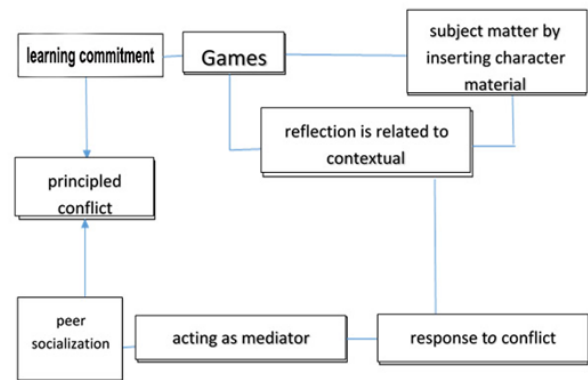 learning commitment
Games
subject matter by
inserting character
material
reflection is related to
contextual
principled
conflict
peer
socialization
acting as mediator
response to conflict